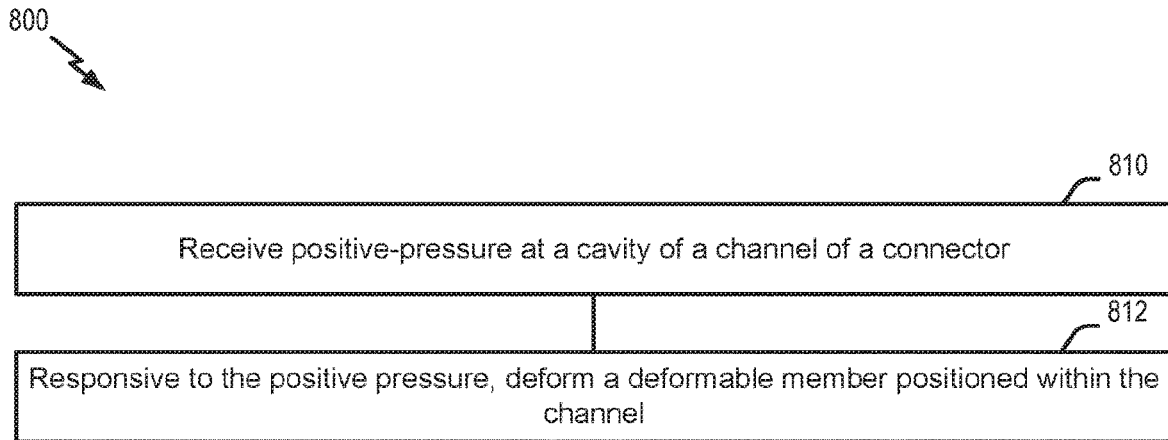 800
810
Receive positive-pressure at a cavity of a channel of a connector
812
Responsive to the positive pressure, deform a deformable member positioned within the
channel